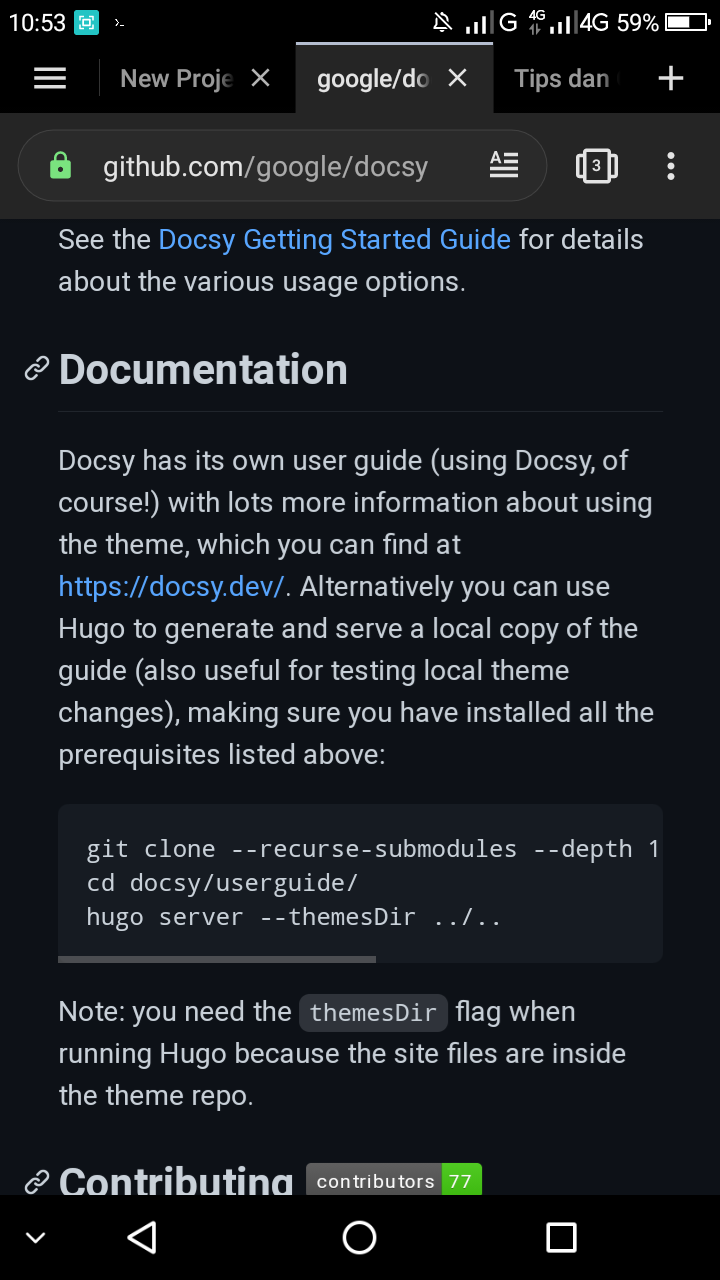 10:53 G 4G 4G 59%
New Proje google/do Tips dan
github.com/google/docsy A 3
See the Docsy Getting Started Guide for details
about the various usage options.
Documentation
Docsy has its own user guide (using Docsy, of
course!) with lots more information about using
the theme, which you can find at
https://docsy.dev/. Alternatively you can use
Hugo to generate and serve a local copy of the
guide (also useful for testing local theme
changes), making sure you have installed all the
prerequisites listed above:
git clone --recurse-submodules --depth 1
cd docsy/userguide/
hugo server --themesDir ../..
Note: you need the themesDir flag when
running Hugo because the site files are inside
the theme repo.
Contributing contributors 77